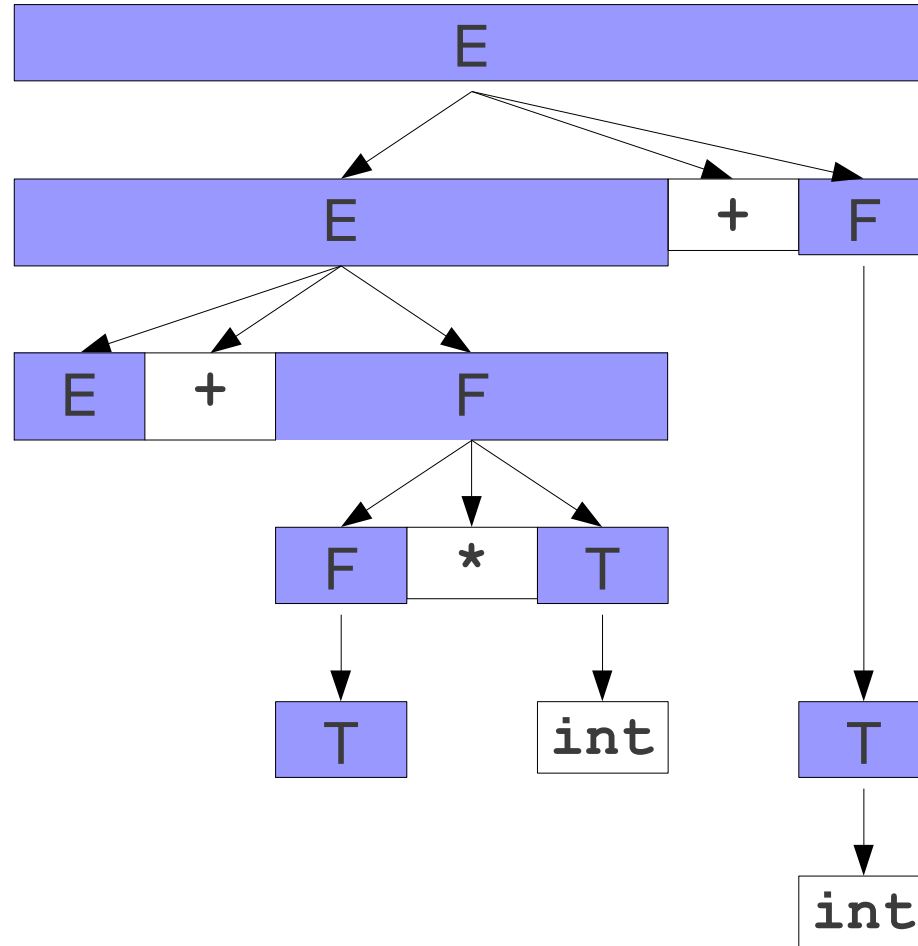 E
E + F
E + F
F * T
T int T
int